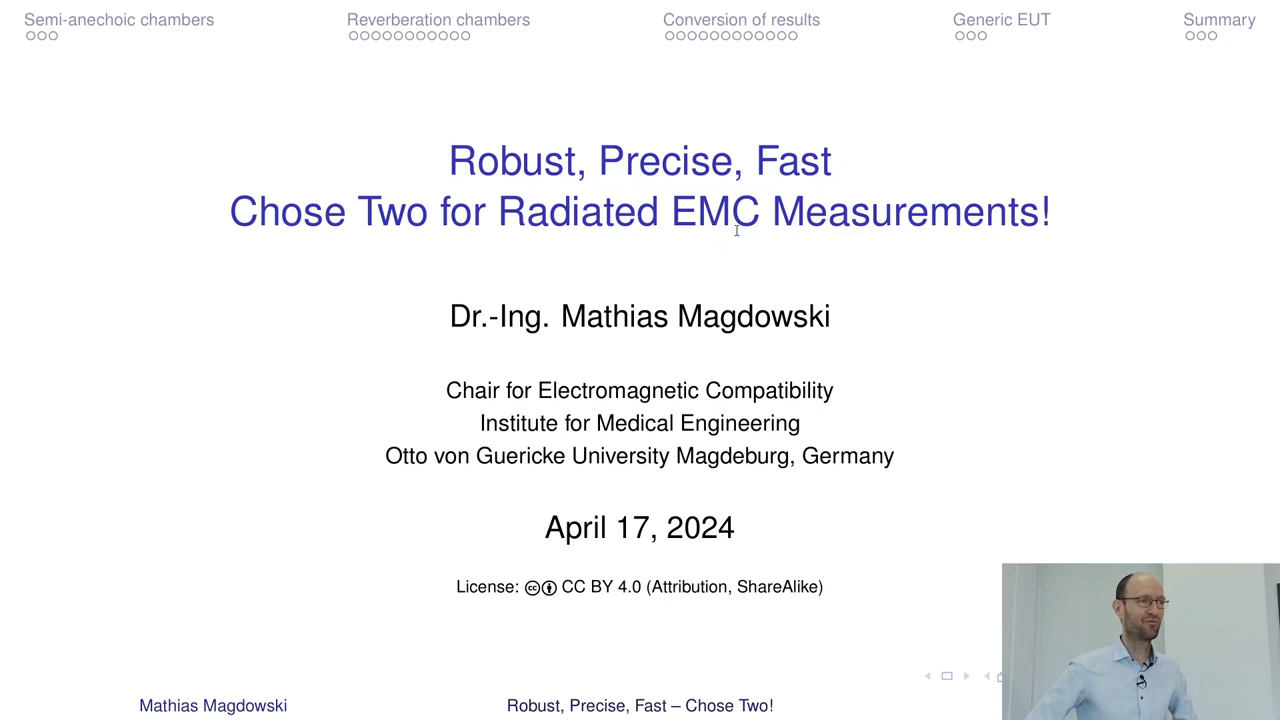 Semi-anechoic chambers
Reverberation chambers
Conversion of results
Generic EUT
Summary
Robust, Precise, Fast
Chose Two for Radiated EMC Measurements!
Dr.-Ing. Mathias Magdowski
Chair for Electromagnetic Compatibility
Institute for Medical Engineering
Otto von Guericke University Magdeburg, Germany
April 17, 2024
License: CC BY 4.0 (Attribution, ShareAlike)
Mathias Magdowski
Robust, Precise, Fast – Chose Two!